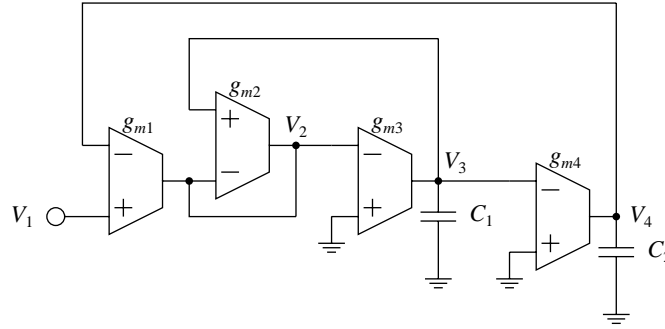 g_{m1}
g_{m2}
g_{m3}
g_{m4}
V_1
V_2
V_3
V_4
C_1
C
− + + − − + − +